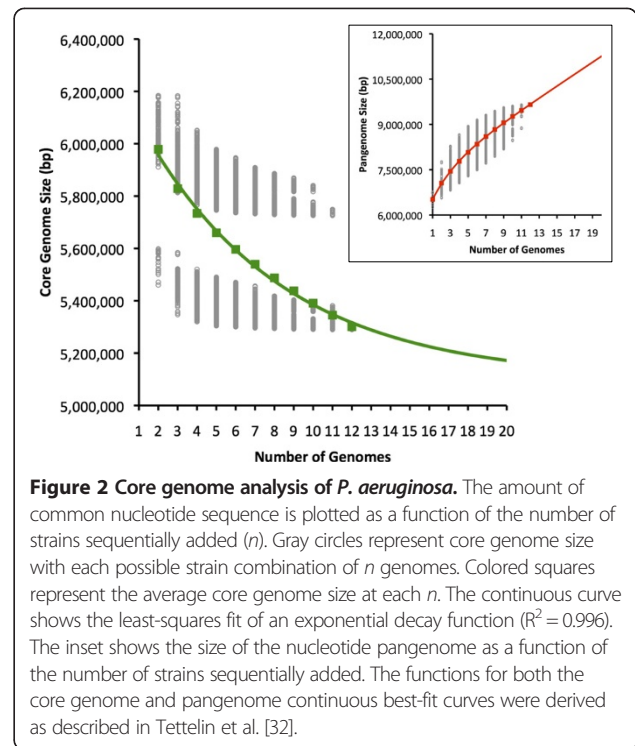 6,400,000
6,200,000
6,000,000
5,800,000
5,600,000
5,400,000
5,200,000
5,000,000
Core Genome Size (bp)
1 2 3 4 5 6 7 8 9 10 11 12 13 14 15 16 17 18 19 20
Number of Genomes
12,000,000
10,500,000
9,000,000
7,500,000
6,000,000
Pangenome Size (bp)
1 3 5 7 9 11 13 15 17 19
Number of Genomes
Figure 2 Core genome analysis of P. aeruginosa. The amount of
common nucleotide sequence is plotted as a function of the number of
strains sequentially added (n). Gray circles represent core genome size
with each possible strain combination of n genomes. Colored squares
represent the average core genome size at each n. The continuous curve
shows the least-squares fit of an exponential decay function (R² = 0.996).
The inset shows the size of the nucleotide pangenome as a function of
the number of strains sequentially added. The functions for both the
core genome and pangenome continuous best-fit curves were derived
as described in Tettelin et al. [32].